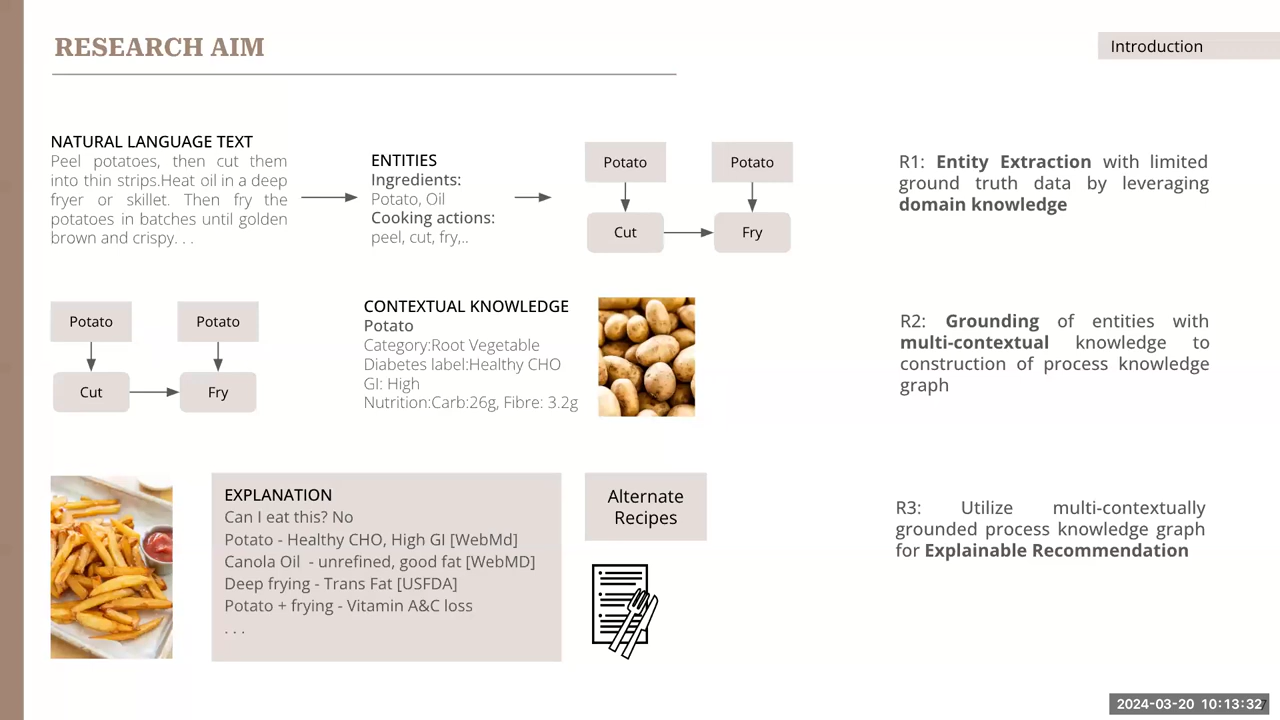 RESEARCH AIM
Introduction
NATURAL LANGUAGE TEXT
Peel potatoes, then cut them
into thin strips.Heat oil in a deep
fryer or skillet. Then fry the
potatoes in batches until golden
brown and crispy. . .
ENTITIES
Ingredients:
Potato, Oil
Cooking actions:
peel, cut, fry,..
Potato
Potato
Cut
Fry
R1: Entity Extraction with limited
ground truth data by leveraging
domain knowledge
Potato
Potato
Cut
Fry
CONTEXTUAL KNOWLEDGE
Potato
Category:Root Vegetable
Diabetes label:Healthy CHO
GI: High
Nutrition:Carb:26g, Fibre: 3.2g
R2: Grounding of entities with
multi-contextual knowledge to
construction of process knowledge
graph
EXPLANATION
Can I eat this? No
Potato - Healthy CHO, High GI [WebMd]
Canola Oil - unrefined, good fat [WebMD]
Deep frying - Trans Fat [USFDA]
Potato + frying - Vitamin A&C loss
. . .
Alternate
Recipes
R3: Utilize multi-contextually
grounded process knowledge graph
for Explainable Recommendation
2024-03-20 10:13:32
7